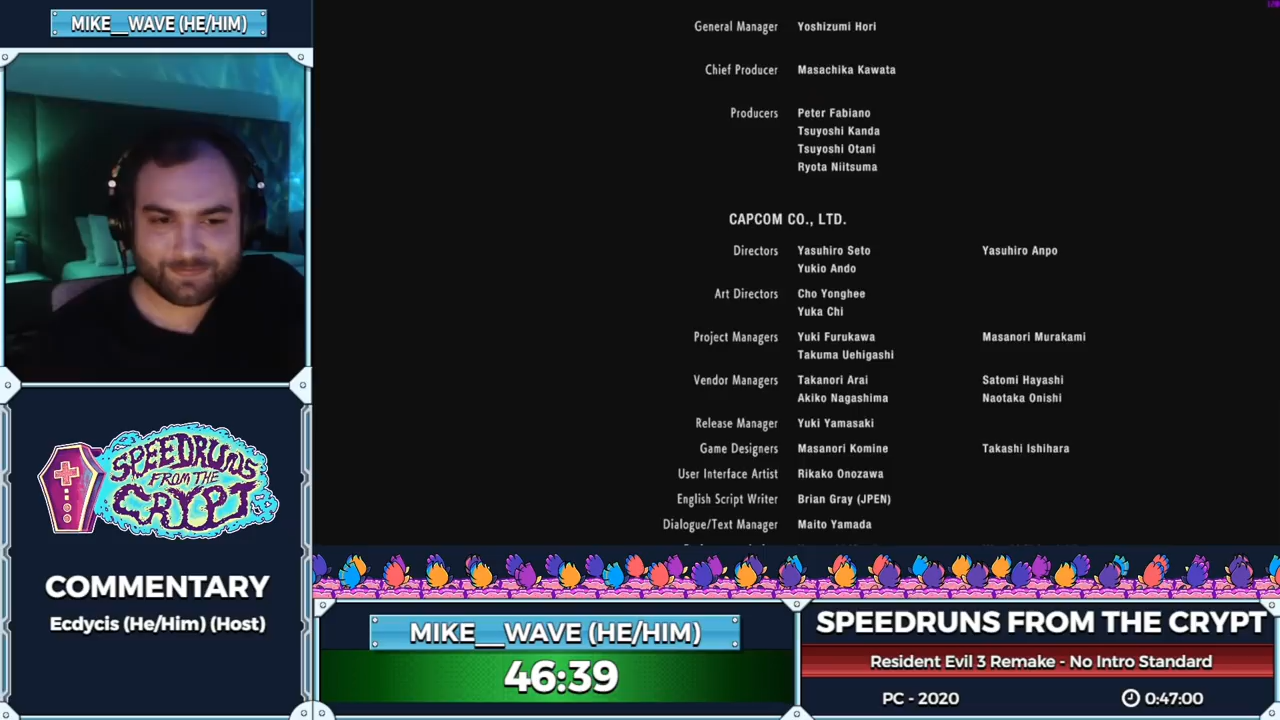 MIKE__WAVE (HE/HIM)
General Manager Yoshizumi Hori
Chief Producer Masachika Kawata
Producers Peter Fabiano
Tsuyoshi Kanda
Tsuyoshi Otani
Ryota Niitsuma
CAPCOM CO., LTD.
Directors Yasuhiro Seto Yasuhiro Anpo
Yukio Ando
Art Directors Cho Yonghee
Yuka Chi
Project Managers Yuki Furukawa Masanori Murakami
Takuma Uehigashi
Vendor Managers Takanori Arai Satomi Hayashi
Akiko Nagashima Naotaka Onishi
Release Manager Yuki Yamasaki
Game Designers Masanori Komine Takashi Ishihara
User Interface Artist Rikako Onozawa
English Script Writer Brian Gray (JPEN)
Dialogue/Text Manager Maito Yamada
SPEEDRUNS
FROM THE
CRYPT
COMMENTARY
Ecdycis (He/Him) (Host)
MIKE__WAVE (HE/HIM)
46:39
SPEEDRUNS FROM THE CRYPT
Resident Evil 3 Remake - No Intro Standard
PC - 2020 0:47:00